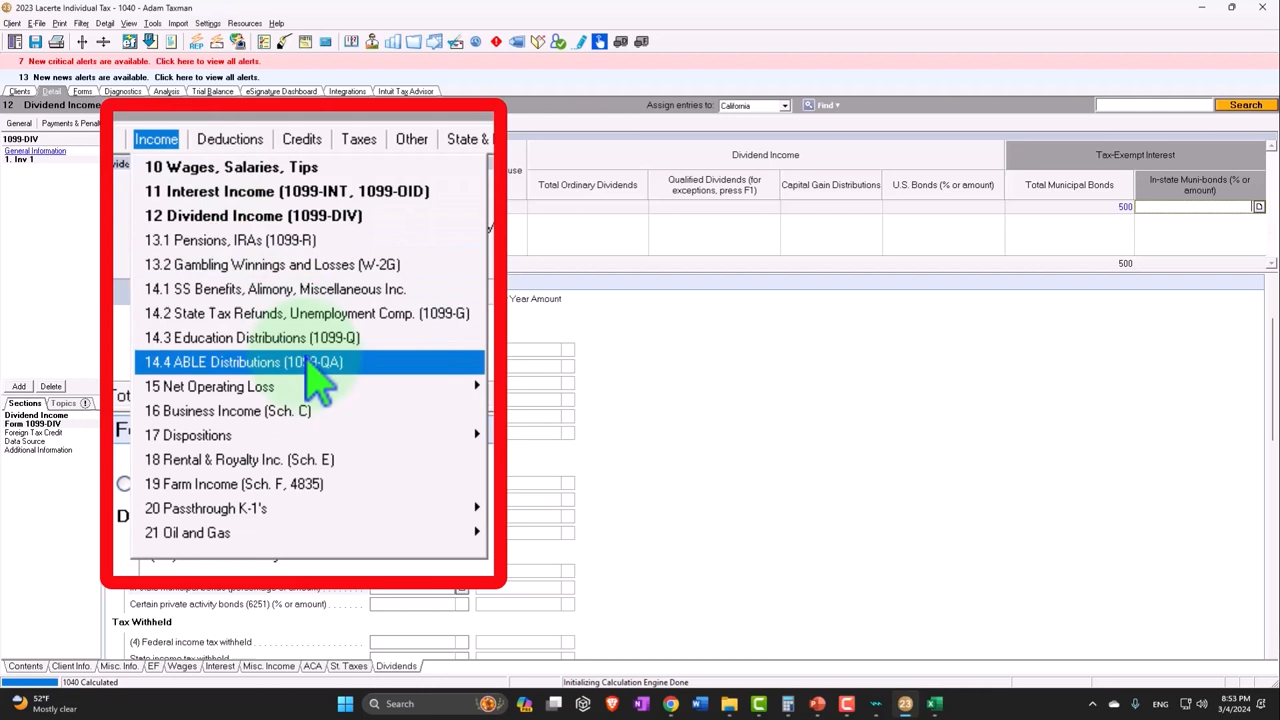 2023 Lacerte Individual Tax - 1040 - Adam Taxman
Client E-File Print Filter Detail View Tools Import Settings Resources Help
7 New critical alerts are available. Click here to view all alerts.
13 New news alerts are available. Click here to view all alerts.
Clients Detail Forms Diagnostics Analysis Trial Balance eSignature Dashboard Integrations Intuit Tax Advisor
12 Dividend Income Assign entries to: California Find Search
General Payments & Penal
1099-DIV
General Information
1. Inv 1
Income Deductions Credits Taxes Other State &
10 Wages, Salaries, Tips
11 Interest Income (1099-INT, 1099-OID)
12 Dividend Income (1099-DIV)
13.1 Pensions, IRAs (1099-R)
13.2 Gambling Winnings and Losses (W-2G)
14.1 SS Benefits, Alimony, Miscellaneous Inc.
14.2 State Tax Refunds, Unemployment Comp. (1099-G)
14.3 Education Distributions (1099-Q)
14.4 ABLE Distributions (1099-QA)
15 Net Operating Loss
16 Business Income (Sch. C)
17 Dispositions
18 Rental & Royalty Inc. (Sch. E)
19 Farm Income (Sch. F, 4835)
20 Passthrough K-1's
21 Oil and Gas
Dividend Income Tax-Exempt Interest
use Total Ordinary Dividends Qualified Dividends (for exceptions, press F1) Capital Gain Distributions U.S. Bonds (% or amount) Total Municipal Bonds In-state Muni-bonds (% or amount)
500
500
Year Amount
Add Delete
Sections Topics
Dividend Income
Form 1099-DIV
Foreign Tax Credit
Data Source
Additional Information
Certain private activity bonds (6251) (% or amount)
Tax Withheld
(4) Federal income tax withheld
Contents Client Info. Misc. Info. EF Wages Interest Misc. Income ACA St. Taxes Dividends
1040 Calculated Initializing Calculation Engine Done
52°F
Mostly clear
Search
23
8:53 PM
3/4/2024